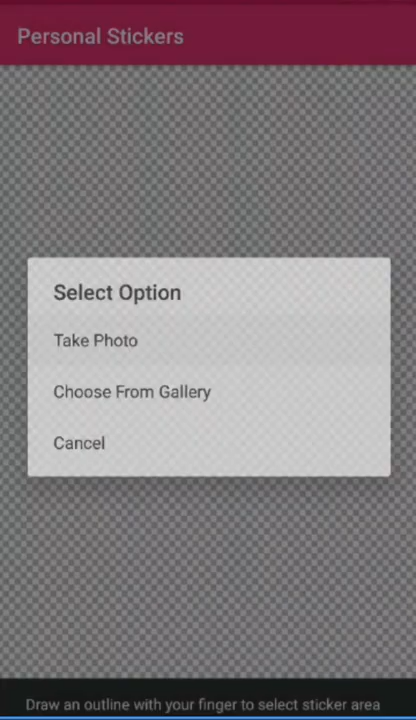 Personal Stickers
Select Option
Take Photo
Choose From Gallery
Cancel
Draw an outline with your finger to select sticker area